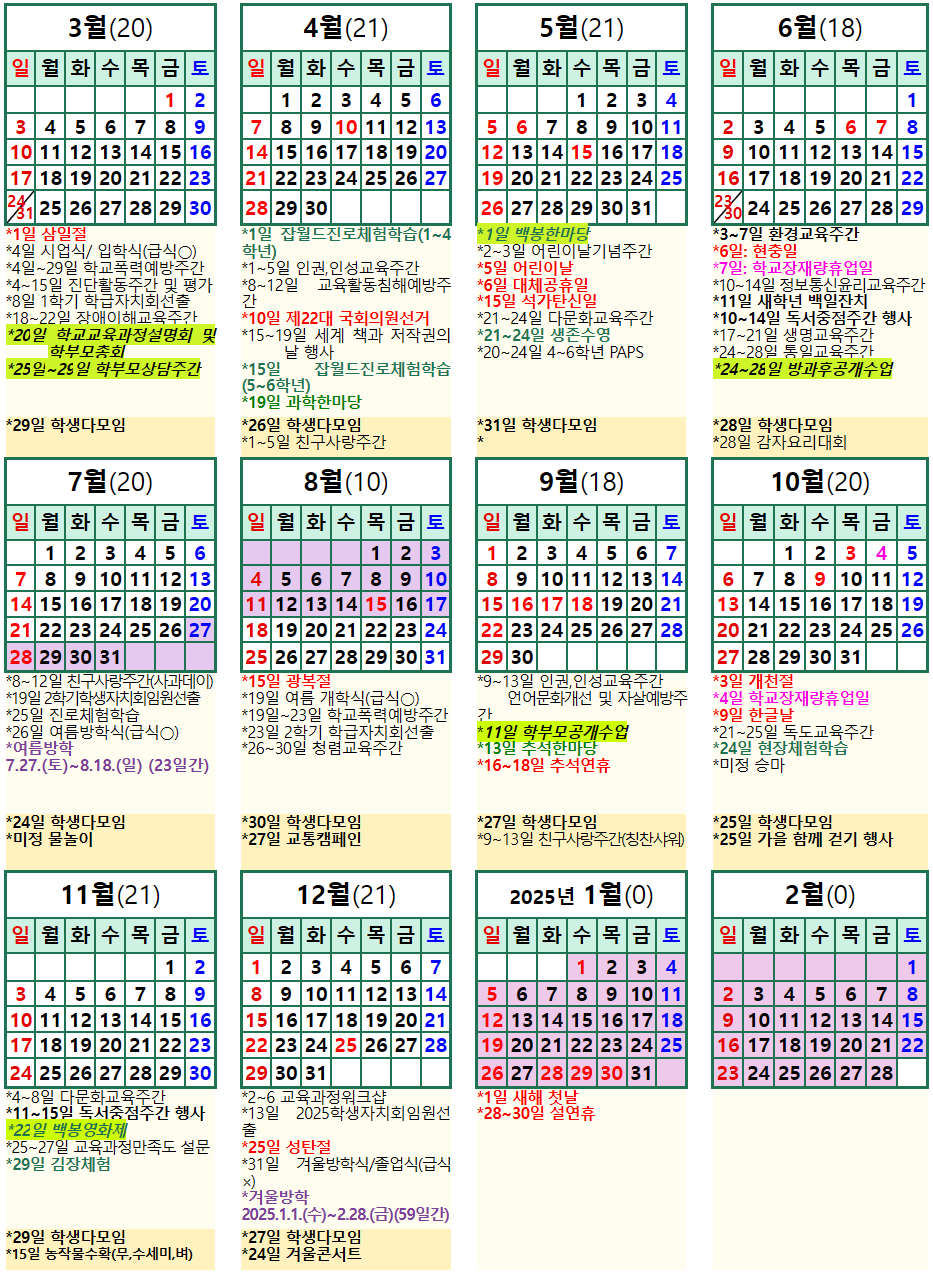 3월(20)
일 월 화 수 목 금 토
1 2
3 4 5 6 7 8 9
10 11 12 13 14 15 16
17 18 19 20 21 22 23
24/31 25 26 27 28 29 30
*1일 삼일절
*4일 시업식/ 입학식(급식○)
*4일~29일 학교폭력예방주간
*4~15일 진단활동주간 및 평가
*8일 1학기 학급자치회선출
*18~22일 장애이해교육주간
*20일 학교교육과정설명회 및
학부모총회
*25일~29일 학부모상담주간
*29일 학생다모임
4월(21)
일 월 화 수 목 금 토
1 2 3 4 5 6
7 8 9 10 11 12 13
14 15 16 17 18 19 20
21 22 23 24 25 26 27
28 29 30
*1일 잡월드진로체험학습(1~4
학년)
*1~5일 인권,인성교육주간
*8~12일 교육활동침해예방주
간
*10일 제22대 국회의원선거
*15~19일 세계 책과 저작권의
날 행사
*15일 잡월드진로체험학습
(5~6학년)
*19일 과학한마당
*26일 학생다모임
*1~5일 친구사랑주간
5월(21)
일 월 화 수 목 금 토
1 2 3 4
5 6 7 8 9 10 11
12 13 14 15 16 17 18
19 20 21 22 23 24 25
26 27 28 29 30 31
*1일 백봉한마당
*2~3일 어린이날기념주간
*5일 어린이날
*6일 대체공휴일
*15일 석가탄신일
*21~24일 다문화교육주간
*21~24일 생존수영
*20~24일 4~6학년 PAPS
*31일 학생다모임
*
6월(18)
일 월 화 수 목 금 토
1
2 3 4 5 6 7 8
9 10 11 12 13 14 15
16 17 18 19 20 21 22
23/30 24 25 26 27 28 29
*3~7일 환경교육주간
*6일: 현충일
*7일: 학교장재량휴업일
*10~14일 정보통신윤리교육주간
*11일 새학년 백일잔치
*10~14일 독서중점주간 행사
*17~21일 생명교육주간
*24~28일 통일교육주간
*24~28일 방과후공개수업
*28일 학생다모임
*28일 감자요리대회
7월(20)
일 월 화 수 목 금 토
1 2 3 4 5 6
7 8 9 10 11 12 13
14 15 16 17 18 19 20
21 22 23 24 25 26 27
28 29 30 31
*8~12일 친구사랑주간(사과데이)
*19일 2학기학생자치회임원선출
*25일 진로체험학습
*26일 여름방학식(급식○)
*여름방학
7.27.(토)~8.18.(일) (23일간)
*24일 학생다모임
*미정 물놀이
8월(10)
일 월 화 수 목 금 토
1 2 3
4 5 6 7 8 9 10
11 12 13 14 15 16 17
18 19 20 21 22 23 24
25 26 27 28 29 30 31
*15일 광복절
*19일 여름 개학식(급식○)
*19일~23일 학교폭력예방주간
*23일 2학기 학급자치회선출
*26~30일 청렴교육주간
*30일 학생다모임
*27일 교통캠페인
9월(18)
일 월 화 수 목 금 토
1 2 3 4 5 6 7
8 9 10 11 12 13 14
15 16 17 18 19 20 21
22 23 24 25 26 27 28
29 30
*9~13일 인권,인성교육주간
언어문화개선 및 자살예방주
간
*11일 학부모공개수업
*13일 추석한마당
*16~18일 추석연휴
*27일 학생다모임
*9~13일 친구사랑주간(칭찬샤워)
10월(20)
일 월 화 수 목 금 토
1 2 3 4 5
6 7 8 9 10 11 12
13 14 15 16 17 18 19
20 21 22 23 24 25 26
27 28 29 30 31
*3일 개천절
*4일 학교장재량휴업일
*9일 한글날
*21~25일 독도교육주간
*24일 현장체험학습
*미정 승마
*25일 학생다모임
*25일 가을 함께 걷기 행사
11월(21)
일 월 화 수 목 금 토
1 2
3 4 5 6 7 8 9
10 11 12 13 14 15 16
17 18 19 20 21 22 23
24 25 26 27 28 29 30
*4~8일 다문화교육주간
*11~15일 독서중점주간 행사
*22일 백봉영화제
*25~27일 교육과정만족도 설문
*29일 김장체험
*29일 학생다모임
*15일 농작물수확(무,수세미,벼)
12월(21)
일 월 화 수 목 금 토
1 2 3 4 5 6 7
8 9 10 11 12 13 14
15 16 17 18 19 20 21
22 23 24 25 26 27 28
29 30 31
*2~6 교육과정워크샵
*13일 2025학생자치회임원선
출
*25일 성탄절
*31일 겨울방학식/졸업식(급식
×)
*겨울방학
2025.1.1.(수)~2.28.(금)(59일간)
*27일 학생다모임
*24일 겨울콘서트
2025년 1월(0)
일 월 화 수 목 금 토
1 2 3 4
5 6 7 8 9 10 11
12 13 14 15 16 17 18
19 20 21 22 23 24 25
26 27 28 29 30 31
*1일 새해 첫날
*28~30일 설연휴
2월(0)
일 월 화 수 목 금 토
1
2 3 4 5 6 7 8
9 10 11 12 13 14 15
16 17 18 19 20 21 22
23 24 25 26 27 28